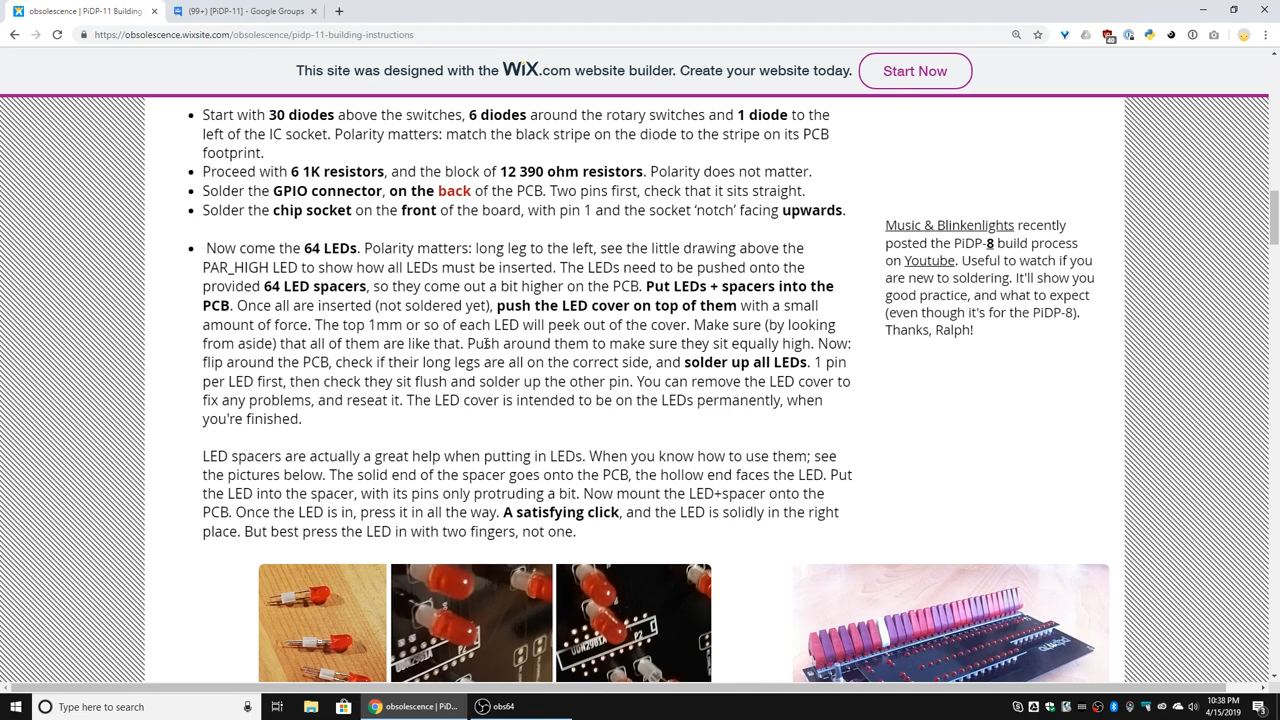 obsolescence | PiDP-11 Building
(99+) [PiDP-11] - Google Groups
https://obsolescence.wixsite.com/obsolescence/pidp-11-building-instructions
40
This site was designed with the WiX.com website builder. Create your website today.
Start Now
Start with 30 diodes above the switches, 6 diodes around the rotary switches and 1 diode to the
left of the IC socket. Polarity matters: match the black stripe on the diode to the stripe on its PCB
footprint.
Proceed with 6 1K resistors, and the block of 12 390 ohm resistors. Polarity does not matter.
Solder the GPIO connector, on the back of the PCB. Two pins first, check that it sits straight.
Solder the chip socket on the front of the board, with pin 1 and the socket ‘notch’ facing upwards.
Now come the 64 LEDs. Polarity matters: long leg to the left, see the little drawing above the
PAR_HIGH LED to show how all LEDs must be inserted. The LEDs need to be pushed onto the
provided 64 LED spacers, so they come out a bit higher on the PCB. Put LEDs + spacers into the
PCB. Once all are inserted (not soldered yet), push the LED cover on top of them with a small
amount of force. The top 1mm or so of each LED will peek out of the cover. Make sure (by looking
from aside) that all of them are like that. Push around them to make sure they sit equally high. Now:
flip around the PCB, check if their long legs are all on the correct side, and solder up all LEDs. 1 pin
per LED first, then check they sit flush and solder up the other pin. You can remove the LED cover to
fix any problems, and reseat it. The LED cover is intended to be on the LEDs permanently, when
you're finished.
LED spacers are actually a great help when putting in LEDs. When you know how to use them; see
the pictures below. The solid end of the spacer goes onto the PCB, the hollow end faces the LED. Put
the LED into the spacer, with its pins only protruding a bit. Now mount the LED+spacer onto the
PCB. Once the LED is in, press it in all the way. A satisfying click, and the LED is solidly in the right
place. But best press the LED in with two fingers, not one.
Music & Blinkenlights recently
posted the PiDP-8 build process
on Youtube. Useful to watch if you
are new to soldering. It'll show you
good practice, and what to expect
(even though it's for the PiDP-8).
Thanks, Ralph!
UDN2981A
P2
UDN2981A
P2
Type here to search
obsolescence | PiD...
obs64
10:38 PM
4/15/2019